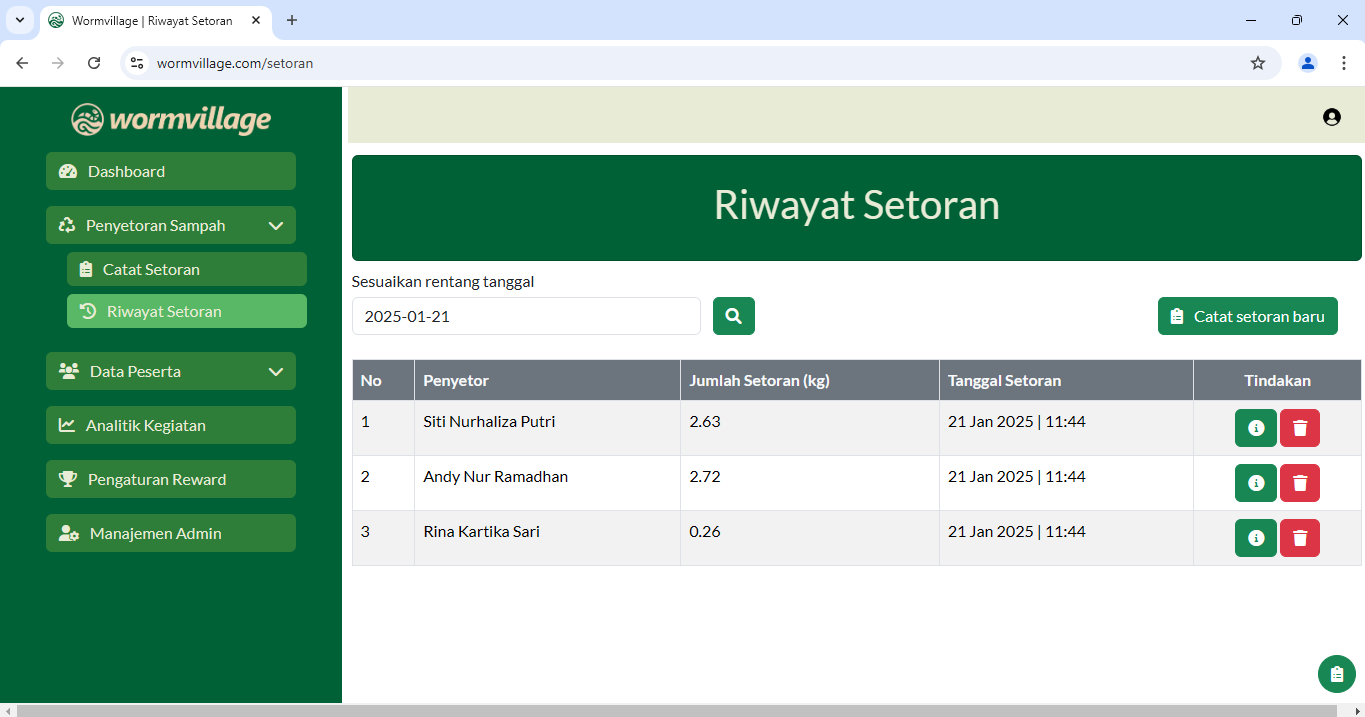 Wormvillage | Riwayat Setoran
wormvillage.com/setoran
wormvillage
Dashboard
Penyetoran Sampah
Catat Setoran
Riwayat Setoran
Data Peserta
Analitik Kegiatan
Pengaturan Reward
Manajemen Admin
Riwayat Setoran
Sesuaikan rentang tanggal
2025-01-21
Catat setoran baru
No Penyetor Jumlah Setoran (kg) Tanggal Setoran Tindakan
1 Siti Nurhaliza Putri 2.63 21 Jan 2025 | 11:44
2 Andy Nur Ramadhan 2.72 21 Jan 2025 | 11:44
3 Rina Kartika Sari 0.26 21 Jan 2025 | 11:44